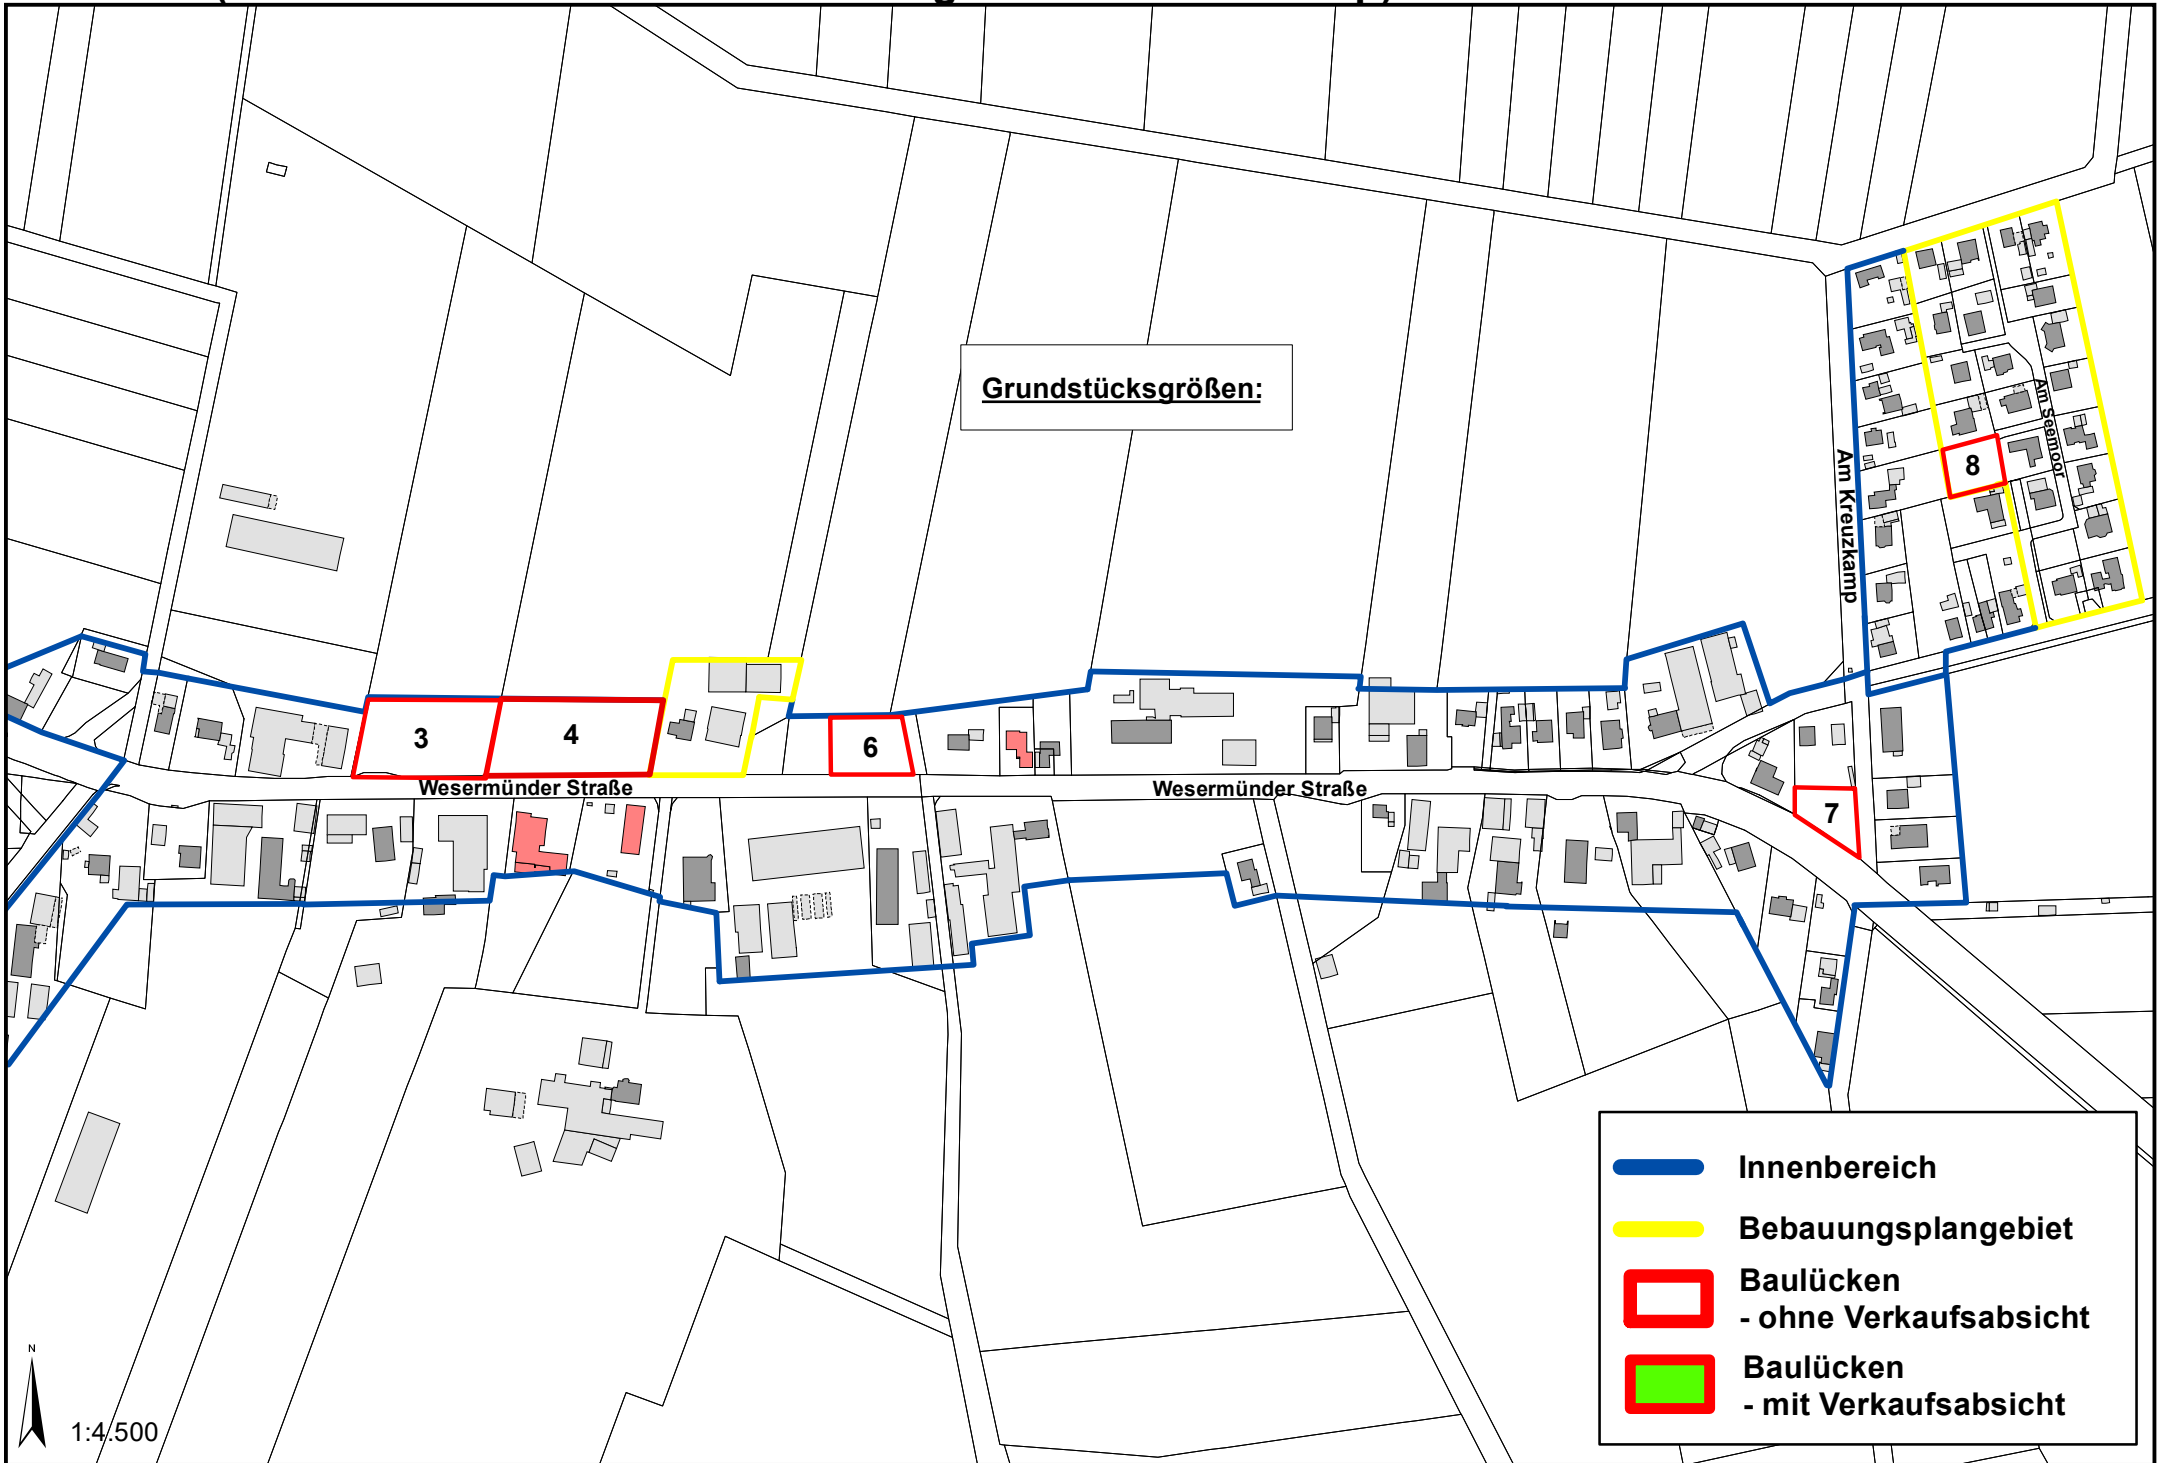 Grundstücksgrößen:
Am Seemoor
8
Am Kreuzkamp
3
4
6
Wesermünder Straße
Wesermünder Straße
7
Innenbereich
Bebauungsplangebiet
Baulücken
- ohne Verkaufsabsicht
Baulücken
- mit Verkaufsabsicht
N
1:4.500